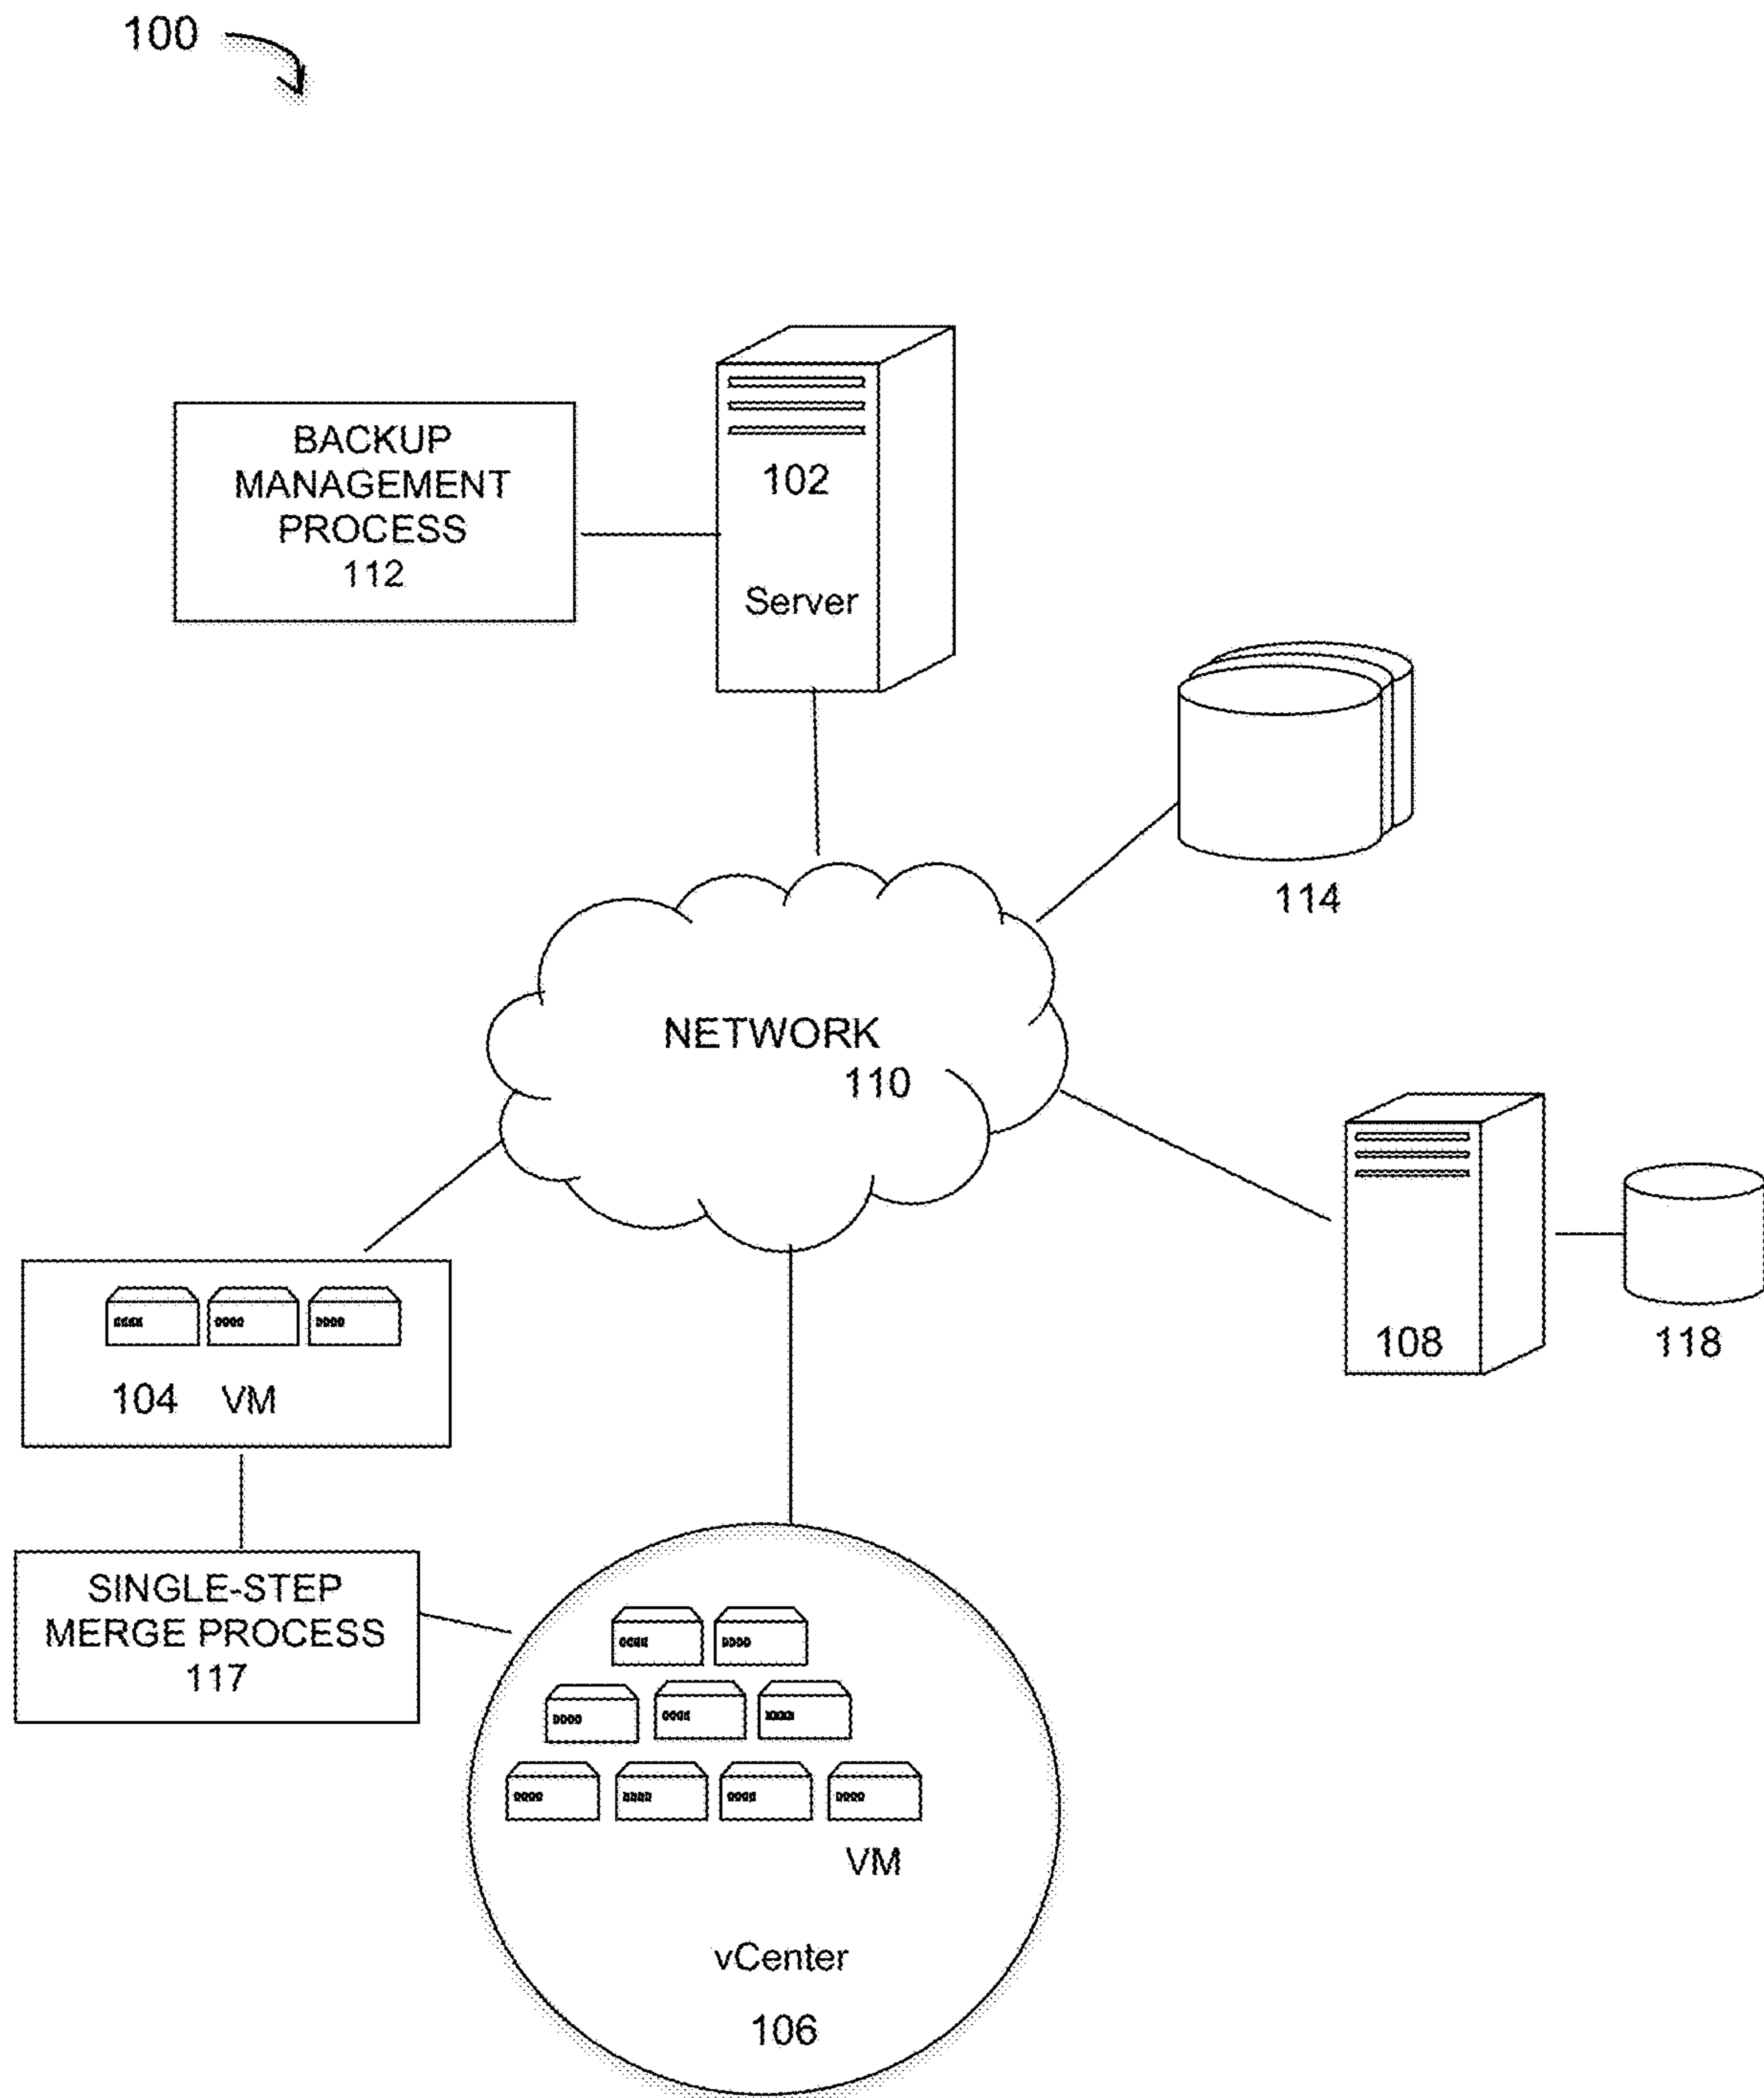 100
BACKUP
MANAGEMENT
PROCESS
112
102
Server
114
NETWORK
110
108
118
104 VM
SINGLE-STEP
MERGE PROCESS
117
VM
vCenter
106